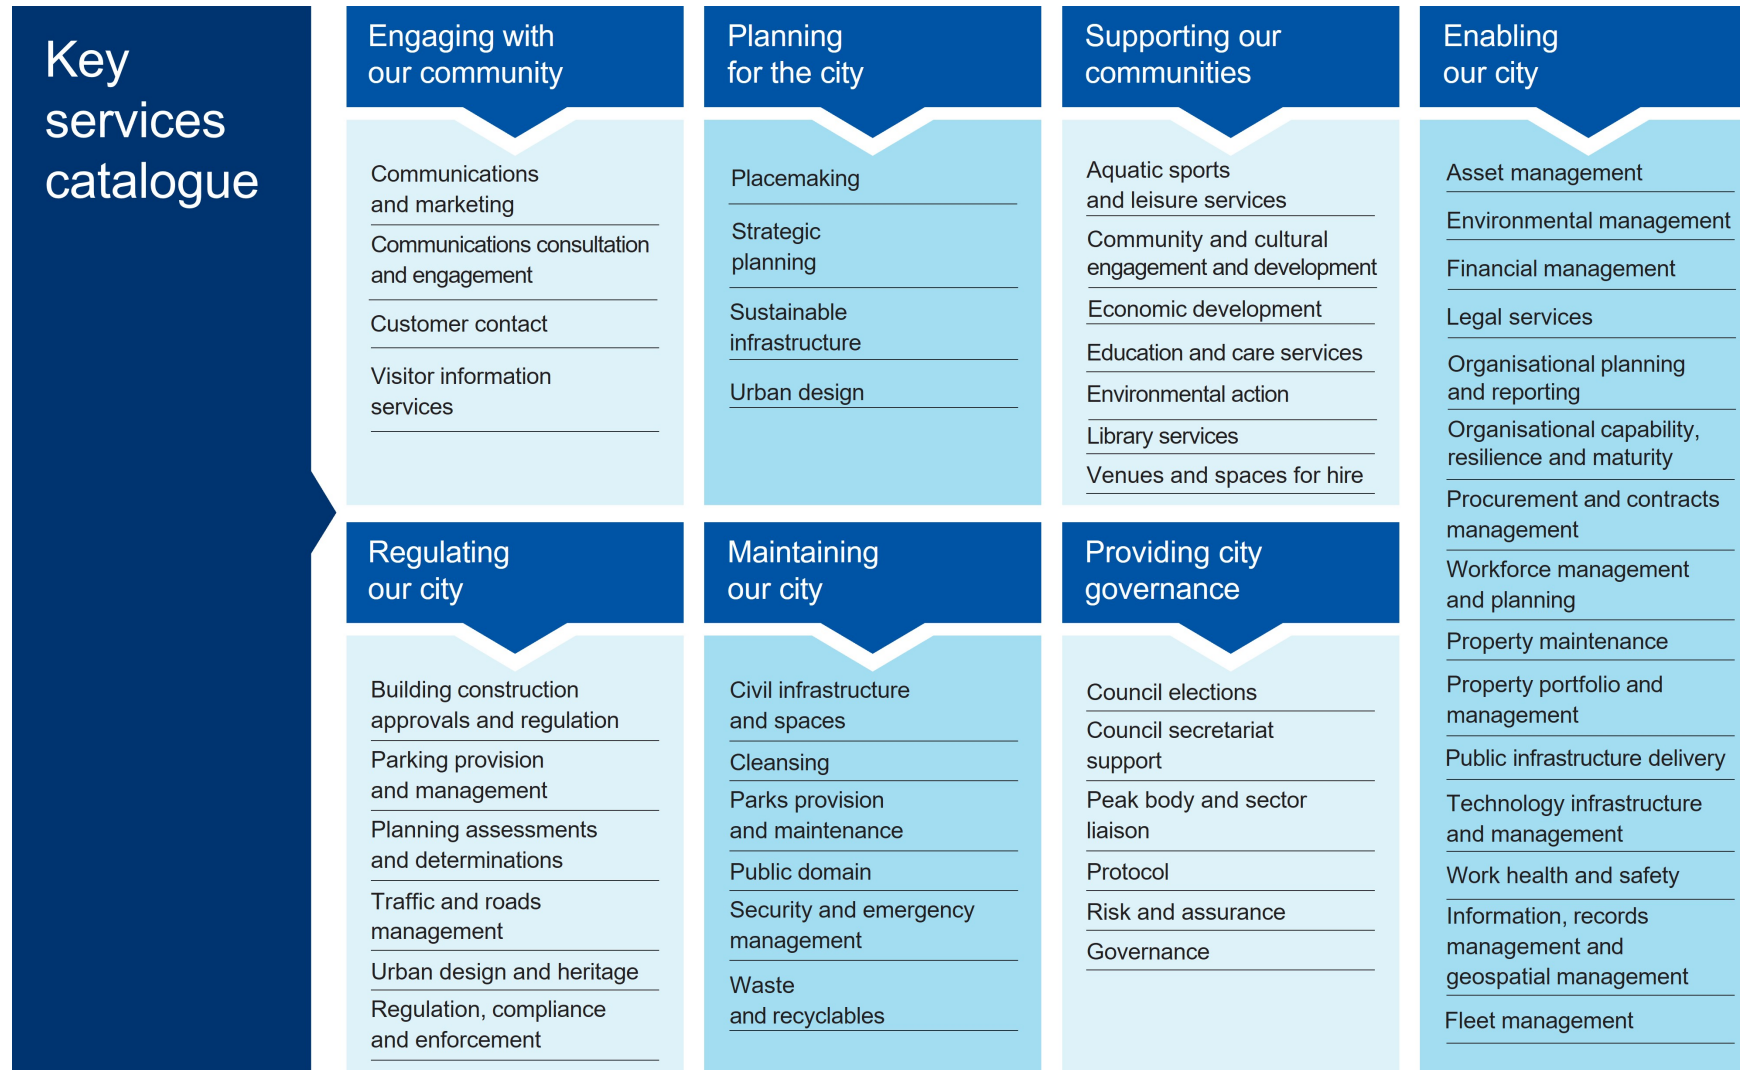 Key
services
catalogue
Engaging with
our community
Communications
and marketing
Communications consultation
and engagement
Customer contact
Visitor information
services
Planning
for the city
Placemaking
Strategic
planning
Sustainable
infrastructure
Urban design
Supporting our
communities
Aquatic sports
and leisure services
Community and cultural
engagement and development
Economic development
Education and care services
Environmental action
Library services
Venues and spaces for hire
Enabling
our city
Asset management
Environmental management
Financial management
Legal services
Organisational planning
and reporting
Organisational capability,
resilience and maturity
Procurement and contracts
management
Workforce management
and planning
Property maintenance
Property portfolio and
management
Public infrastructure delivery
Technology infrastructure
and management
Work health and safety
Information, records
management and
geospatial management
Fleet management
Regulating
our city
Building construction
approvals and regulation
Parking provision
and management
Planning assessments
and determinations
Traffic and roads
management
Urban design and heritage
Regulation, compliance
and enforcement
Maintaining
our city
Civil infrastructure
and spaces
Cleansing
Parks provision
and maintenance
Public domain
Security and emergency
management
Waste
and recyclables
Providing city
governance
Council elections
Council secretariat
support
Peak body and sector
liaison
Protocol
Risk and assurance
Governance